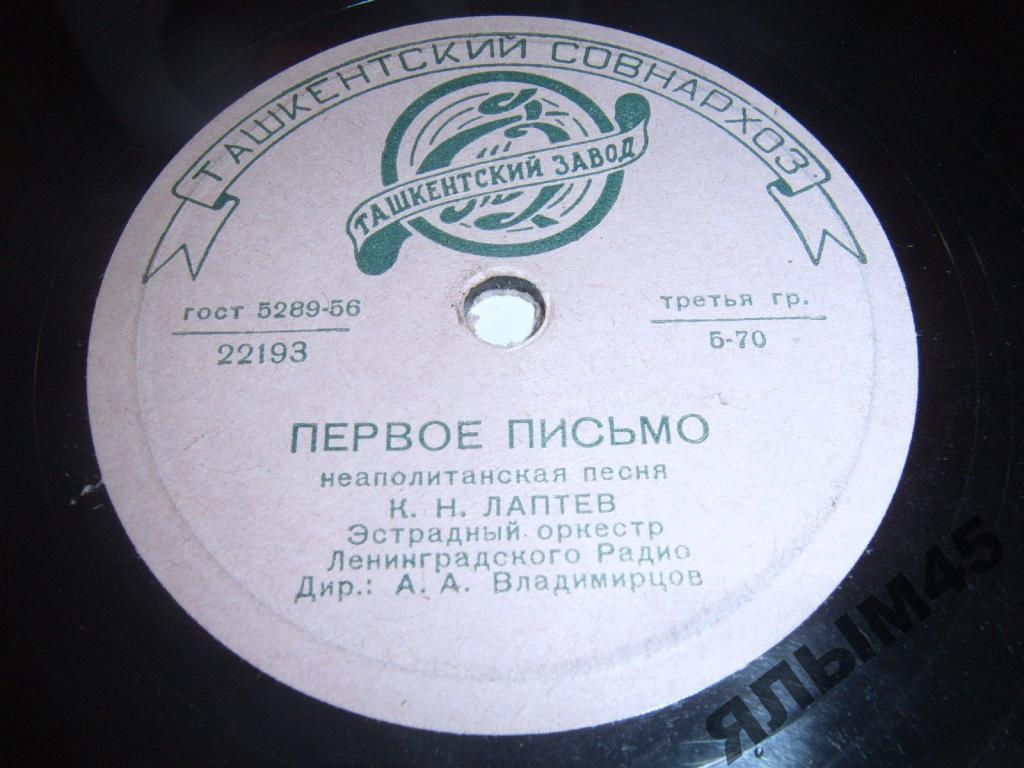 ТАШКЕНТСКИЙ СОВНАРХОЗ
ТАШКЕНТСКИЙ ЗАВОД
гост 5289-56
22193
третья гр.
5-70
ПЕРВОЕ ПИСЬМО
неаполитанская песня
К. Н. ЛАПТЕВ
Эстрадный оркестр
Ленинградского Радио
Дир.: А. А. Владимирцов
ЯЛЫМ45